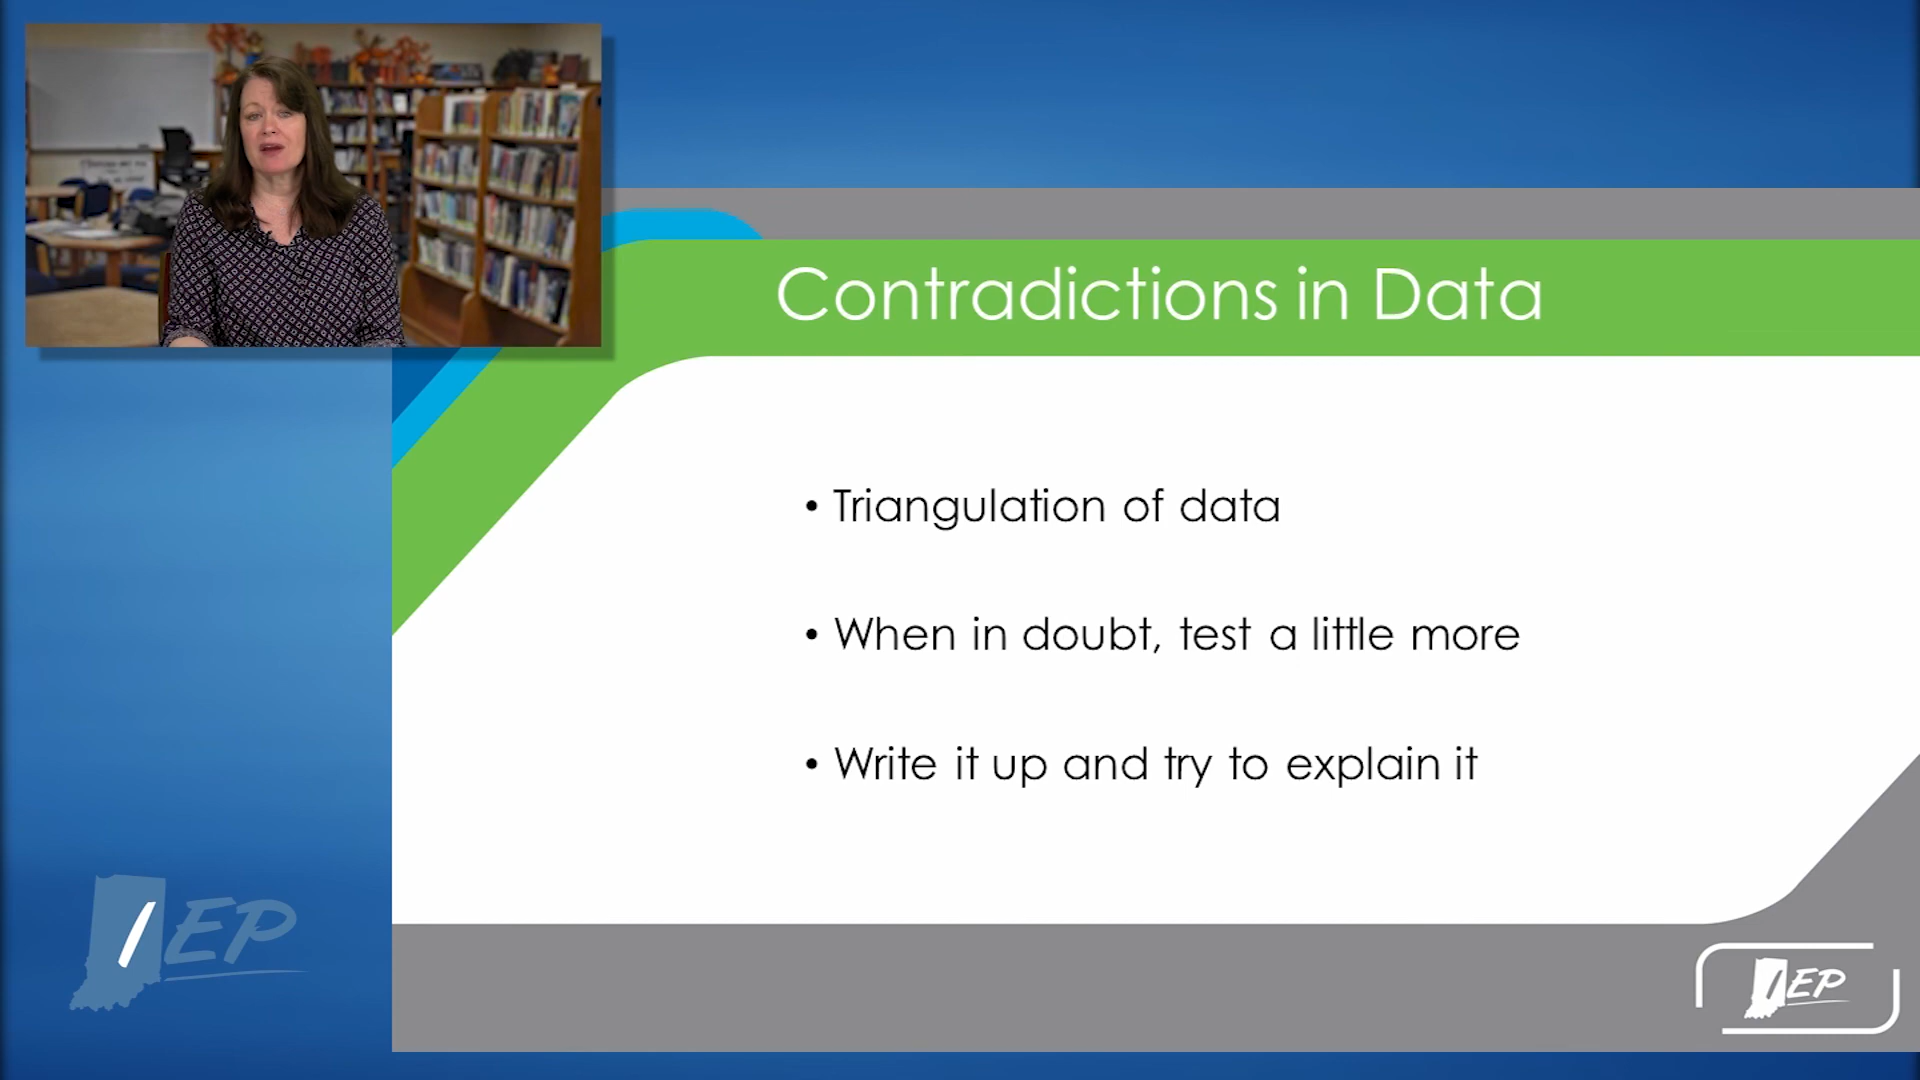 Contradictions in Data
• Triangulation of data
• When in doubt, test a little more
• Write it up and try to explain it
IEP
IEP